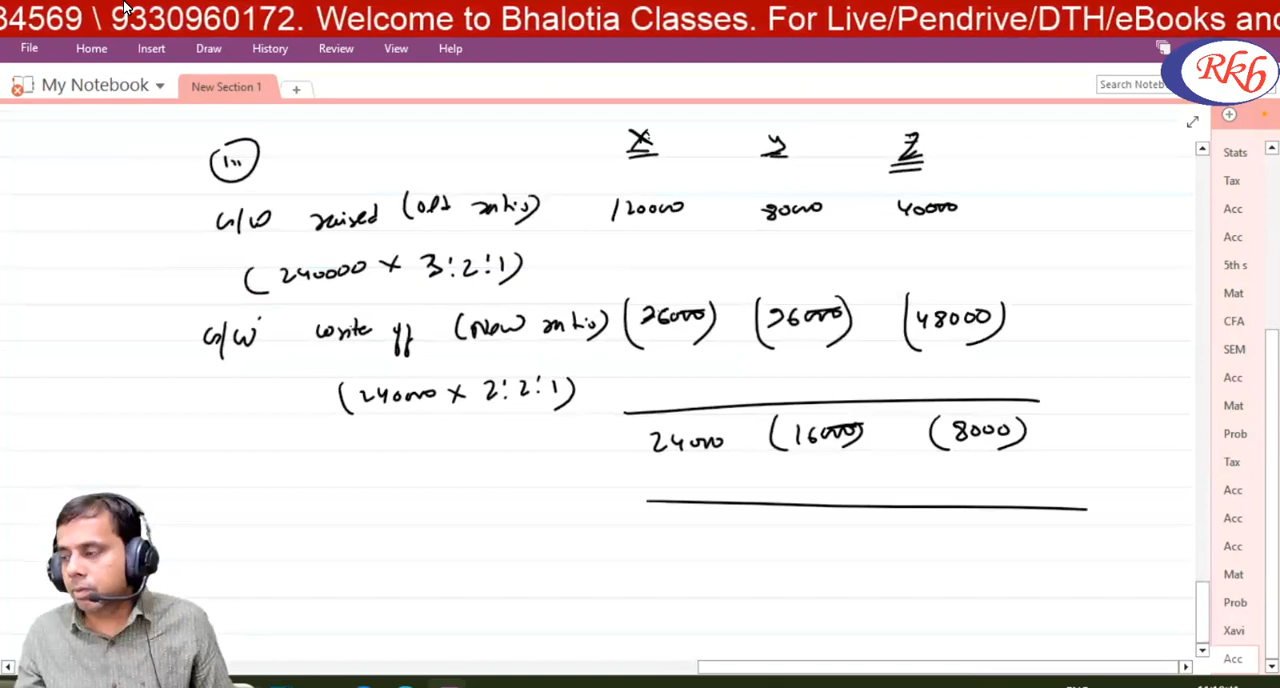 34569 \ 9330960172. Welcome to Bhalotia Classes. For Live/Pendrive/DTH/eBooks and
File Home Insert Draw History Review View Help
Rkb
My Notebook New Section 1 +
Search Noteb
X Y Z
G/W raised (old ratio) 120000 80000 40000
(240000 x 3:2:1)
G/W write off (New ratio) (96000) (96000) (48000)
(240000 x 2:2:1)
24000 (16000) (8000)
Stats
Tax
Acc
Acc
5th s
Mat
CFA
SEM
Acc
Mat
Prob
Tax
Acc
Acc
Acc
Mat
Prob
Xavi
Acc